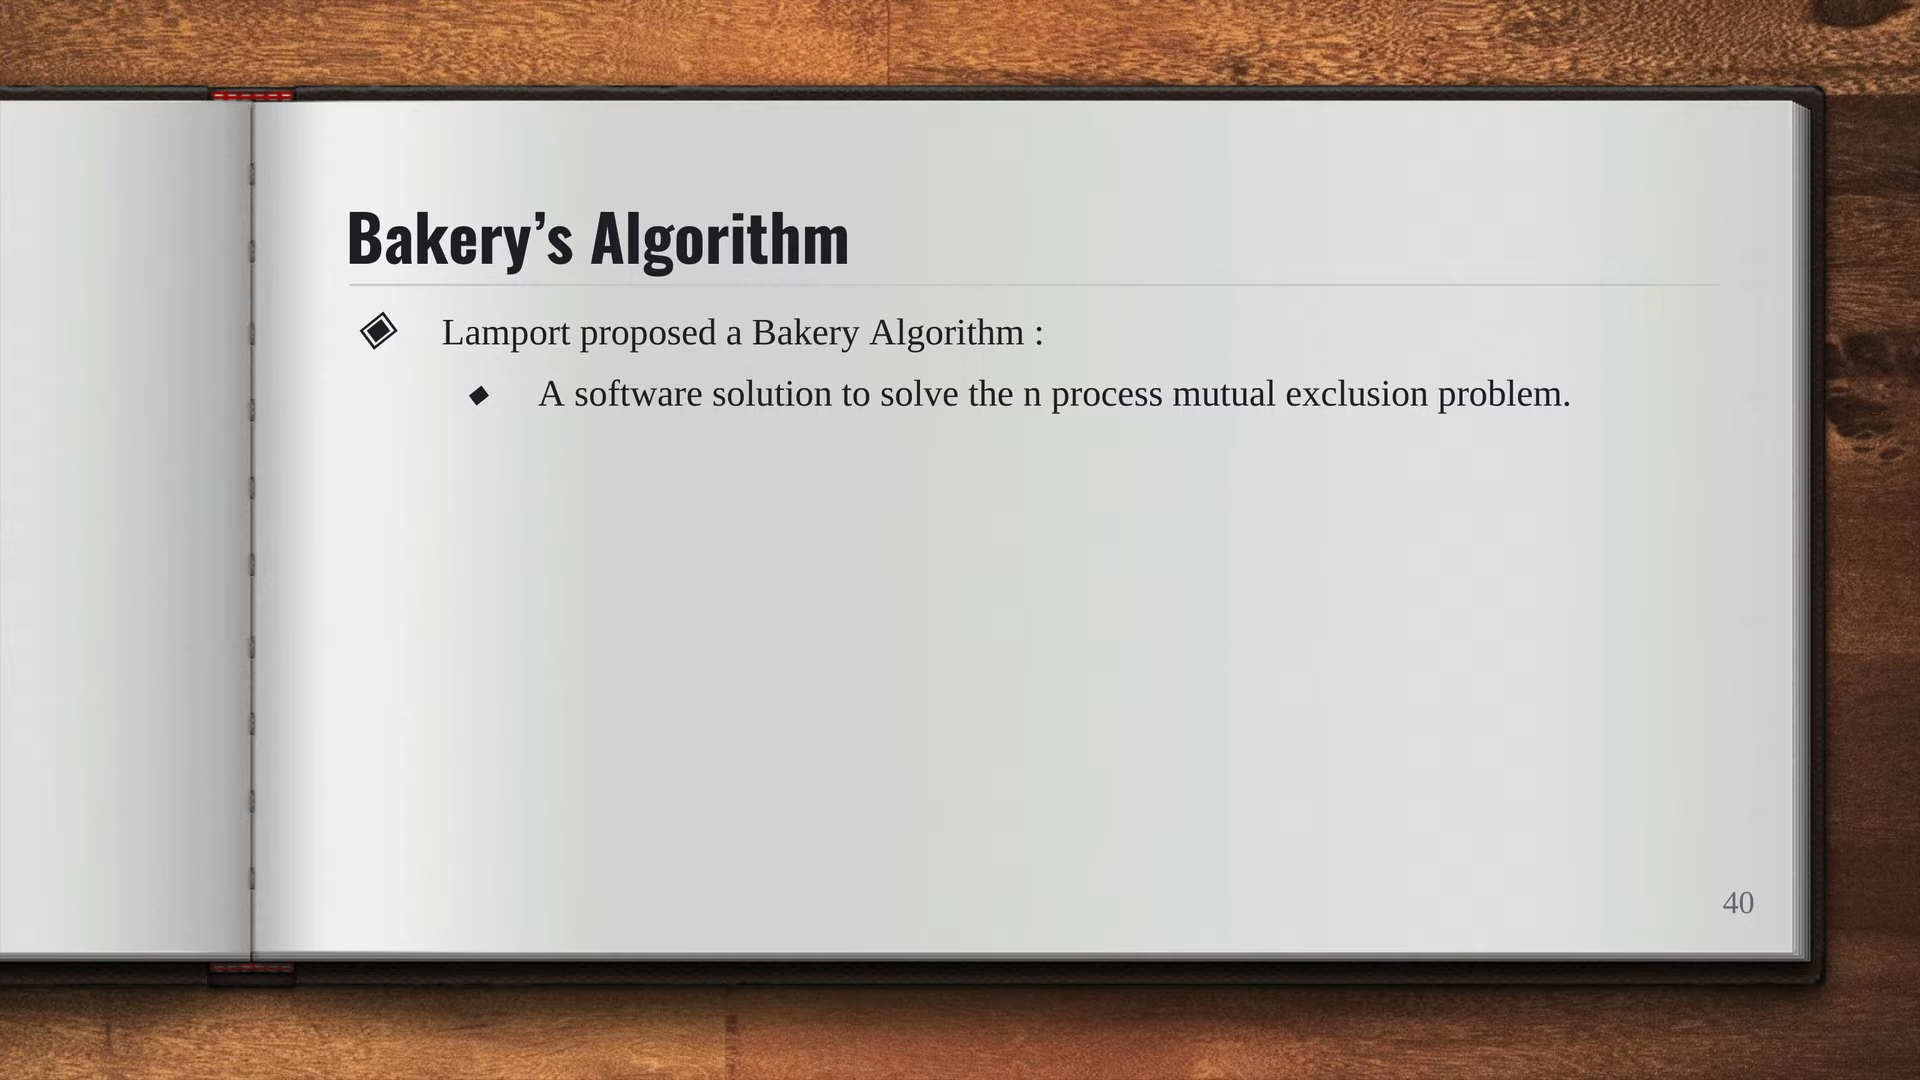 Bakery’s Algorithm
Lamport proposed a Bakery Algorithm :
A software solution to solve the n process mutual exclusion problem.
40